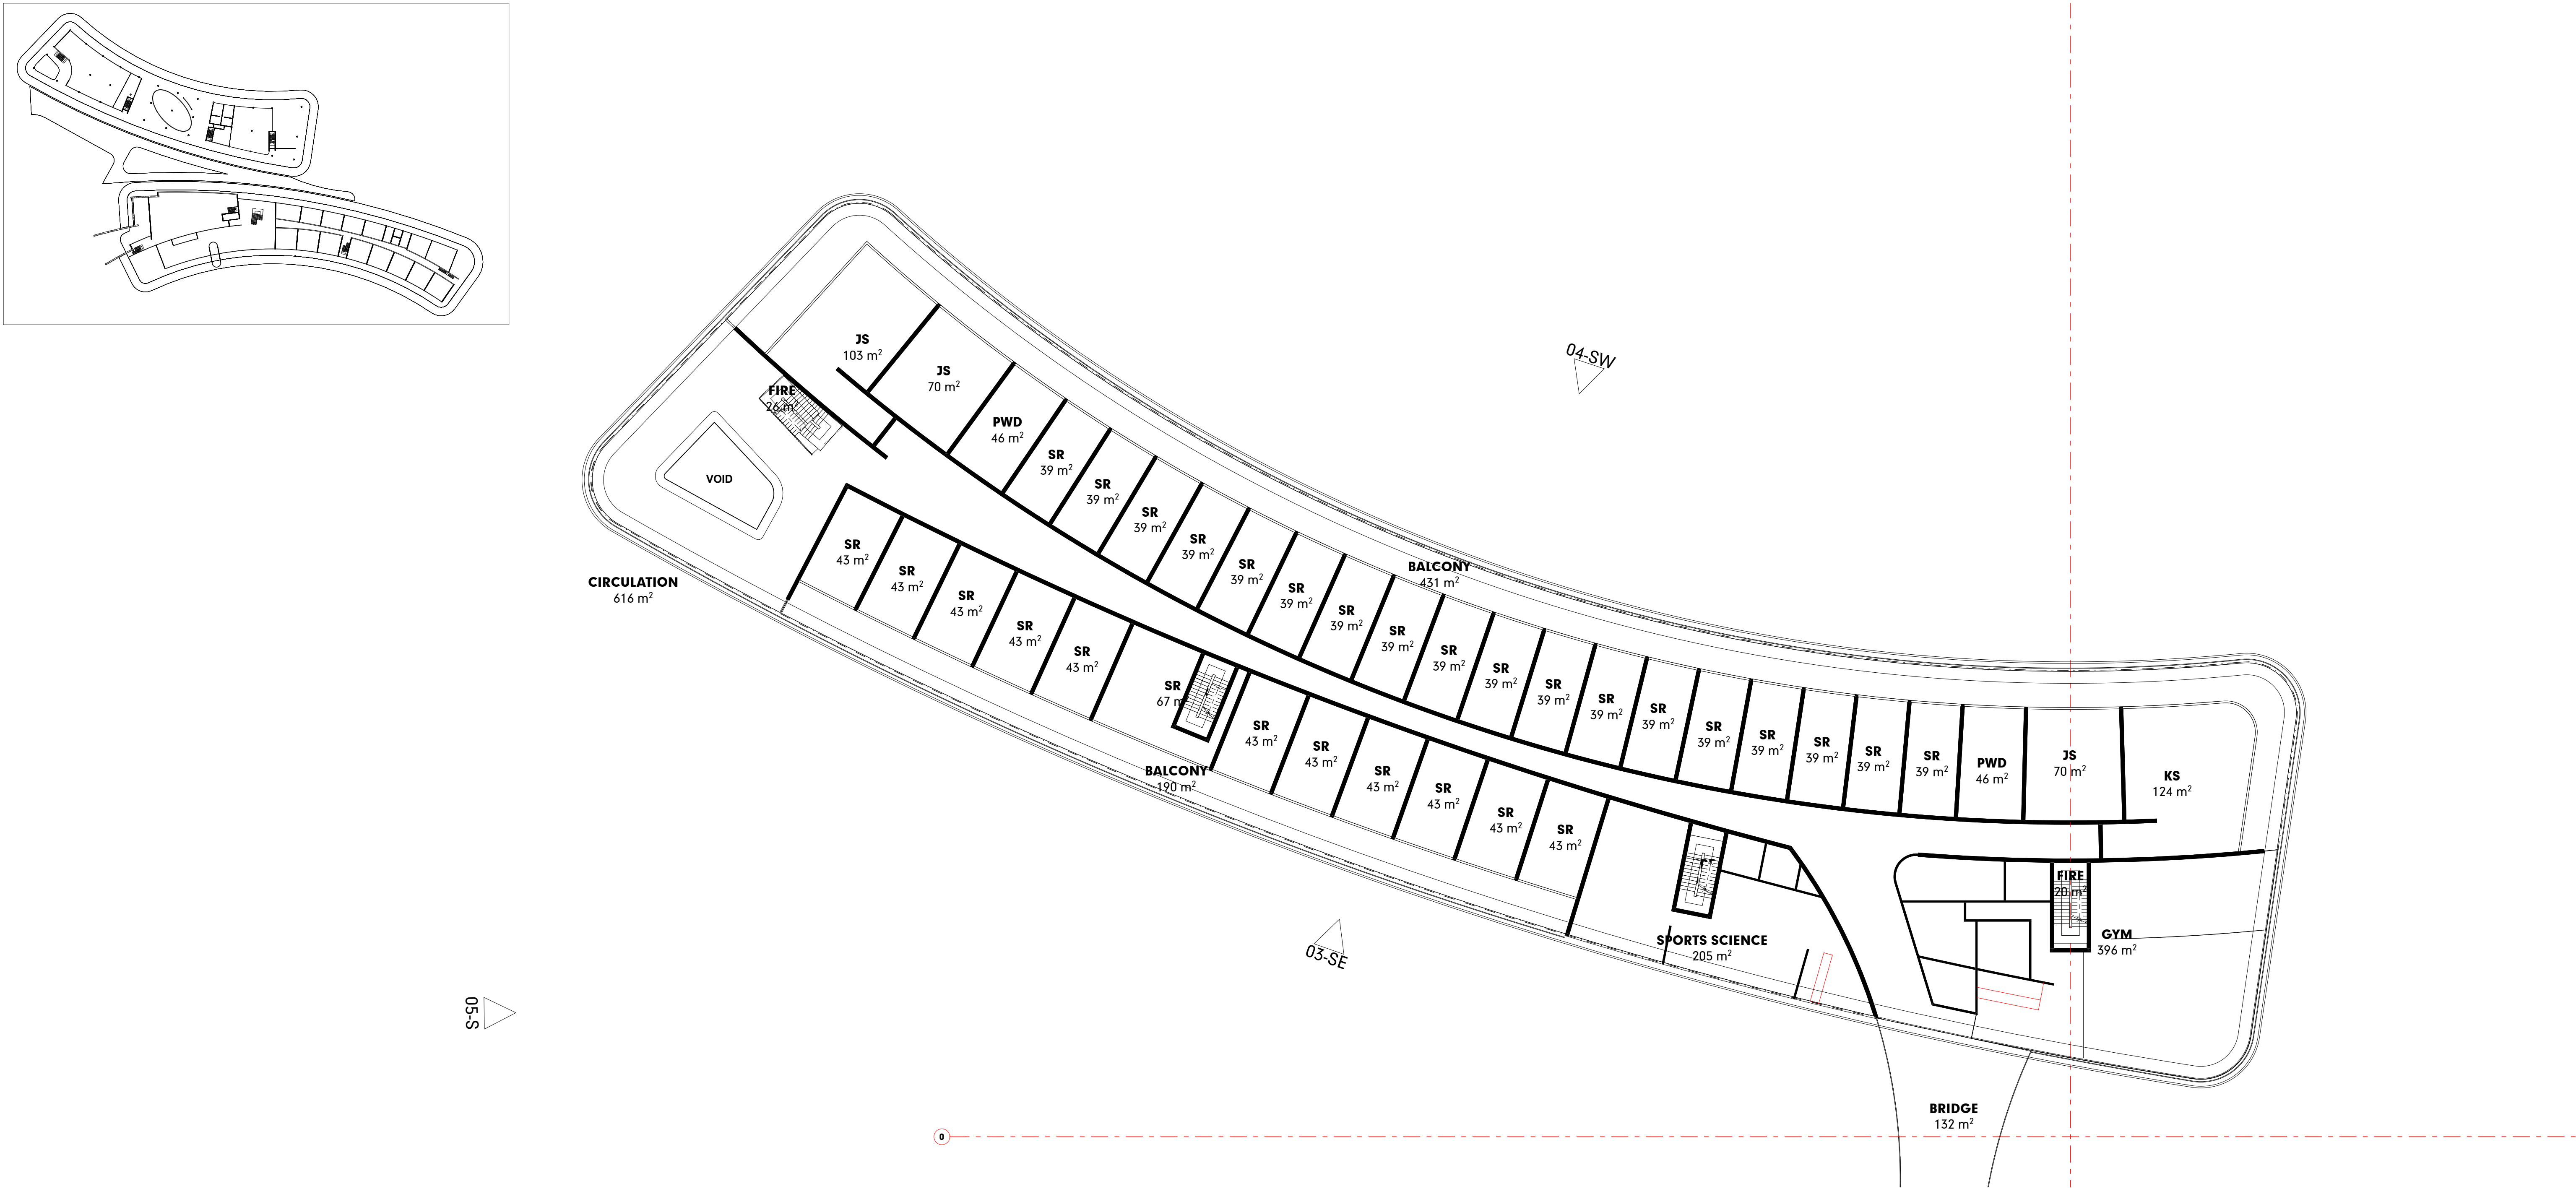 04-SW
JS
103 m²
JS
70 m²
FIRE
26 m²
PWD
46 m²
SR
39 m²
SR
39 m²
SR
39 m²
SR
39 m²
SR
39 m²
SR
39 m²
SR
39 m²
SR
39 m²
SR
39 m²
SR
39 m²
SR
39 m²
SR
39 m²
SR
39 m²
SR
39 m²
SR
39 m²
SR
39 m²
SR
39 m²
SR
39 m²
PWD
46 m²
JS
70 m²
KS
124 m²
VOID
BALCONY
431 m²
CIRCULATION
616 m²
SR
43 m²
SR
43 m²
SR
43 m²
SR
43 m²
SR
43 m²
SR
67 m
SR
43 m²
SR
43 m²
SR
43 m²
SR
43 m²
SR
43 m²
SR
43 m²
BALCONY
190 m²
FIRE
20 m²
SPORTS SCIENCE
205 m²
GYM
396 m²
03-SE
05-S
BRIDGE
132 m²
0